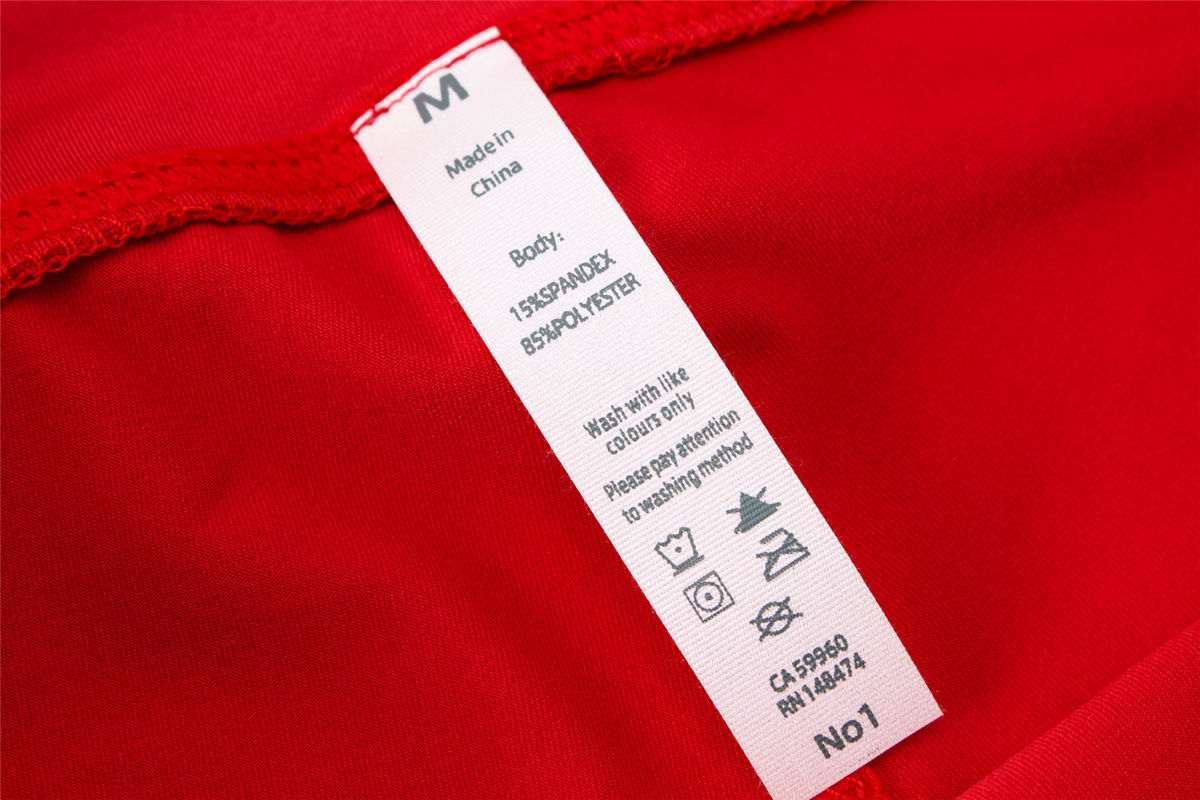 M
Made in
China
Body:
15%SPANDEX
85%POLYESTER
Wash with like
colours only
Please pay attention
to washing method
CA 59960
RN 148474
No1